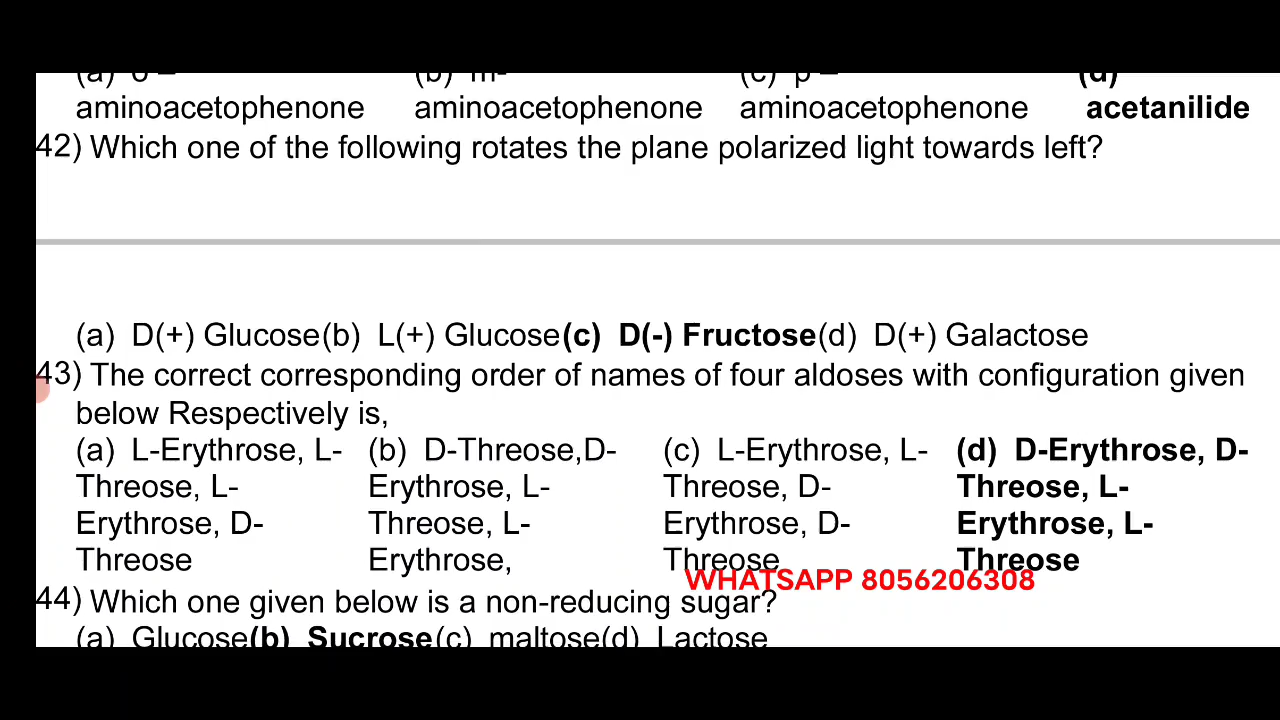 (a) o – (b) m- (c) p – (d)
aminoacetophenone aminoacetophenone aminoacetophenone acetanilide
42) Which one of the following rotates the plane polarized light towards left?
(a) D(+) Glucose(b) L(+) Glucose(c) D(-) Fructose(d) D(+) Galactose
43) The correct corresponding order of names of four aldoses with configuration given
below Respectively is,
(a) L-Erythrose, L- (b) D-Threose,D- (c) L-Erythrose, L- (d) D-Erythrose, D-
Threose, L- Erythrose, L- Threose, D- Threose, L-
Erythrose, D- Threose, L- Erythrose, D- Erythrose, L-
Threose Erythrose, Threose Threose
WHATSAPP 8056206308
44) Which one given below is a non-reducing sugar?
(a) Glucose(b) Sucrose(c) maltose(d) Lactose